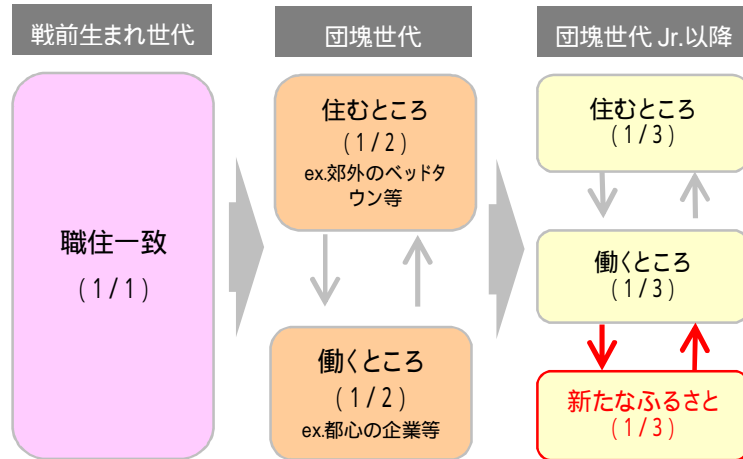 戦前生まれ世代
団塊世代
団塊世代 Jr.以降
職住一致
(1/1)
住むところ
(1/2)
ex.郊外のベッドタ
ウン等
働くところ
(1/2)
ex.都心の企業等
住むところ
(1/3)
働くところ
(1/3)
新たなふるさと
(1/3)